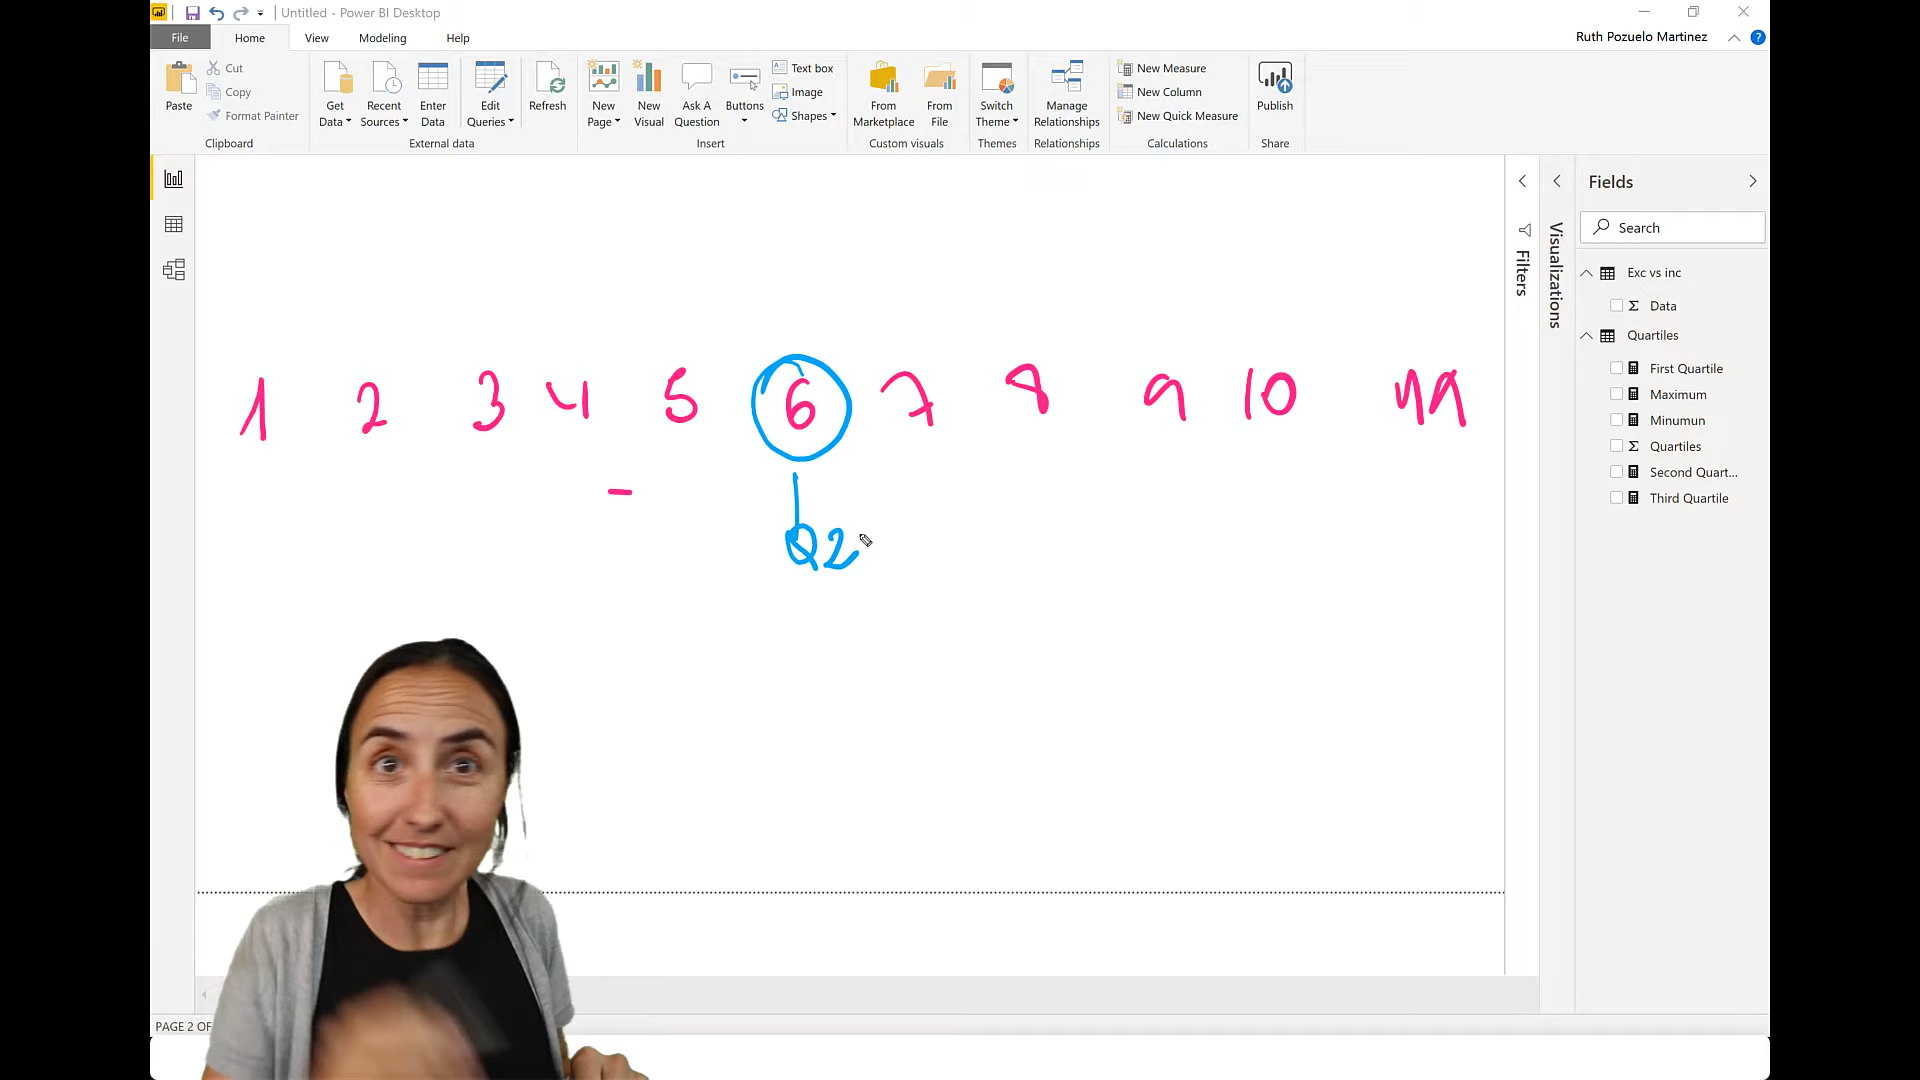 Untitled - Power BI Desktop
File Home View Modeling Help Ruth Pozuelo Martinez ?
Paste Cut Copy Format Painter
Get Data Recent Sources Enter Data Edit Queries Refresh
New Page New Visual Ask A Question Buttons Text box Image Shapes
From Marketplace From File Switch Theme Manage Relationships
New Measure New Column New Quick Measure Publish
Clipboard External data Insert Custom visuals Themes Relationships Calculations Share
1 2 3 4 5 6 7 8 9 10 11
-
Q2
Filters
Visualizations
Fields
Search
Exc vs inc
Σ Data
Quartiles
First Quartile
Maximum
Minumun
Σ Quartiles
Second Quart...
Third Quartile
PAGE 2 OF